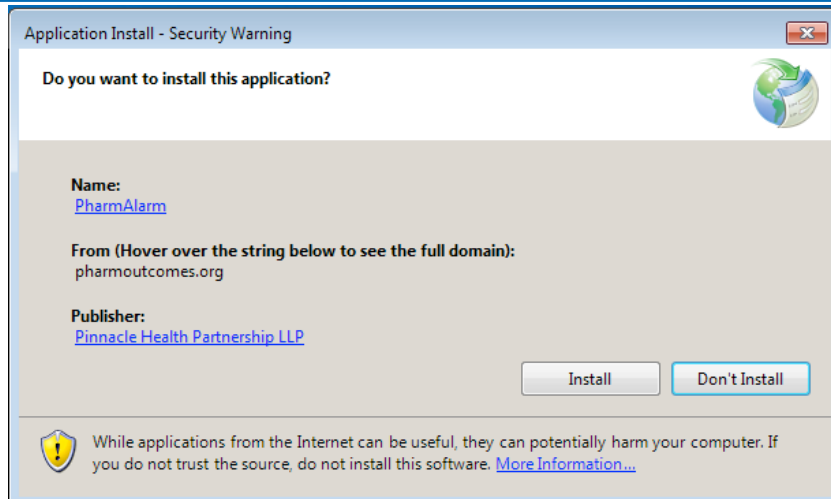 Application Install - Security Warning
Do you want to install this application?
Name:
PharmAlarm
From (Hover over the string below to see the full domain):
pharmoutcomes.org
Publisher:
Pinnacle Health Partnership LLP
Install
Don't Install
While applications from the Internet can be useful, they can potentially harm your computer. If
you do not trust the source, do not install this software. More Information...